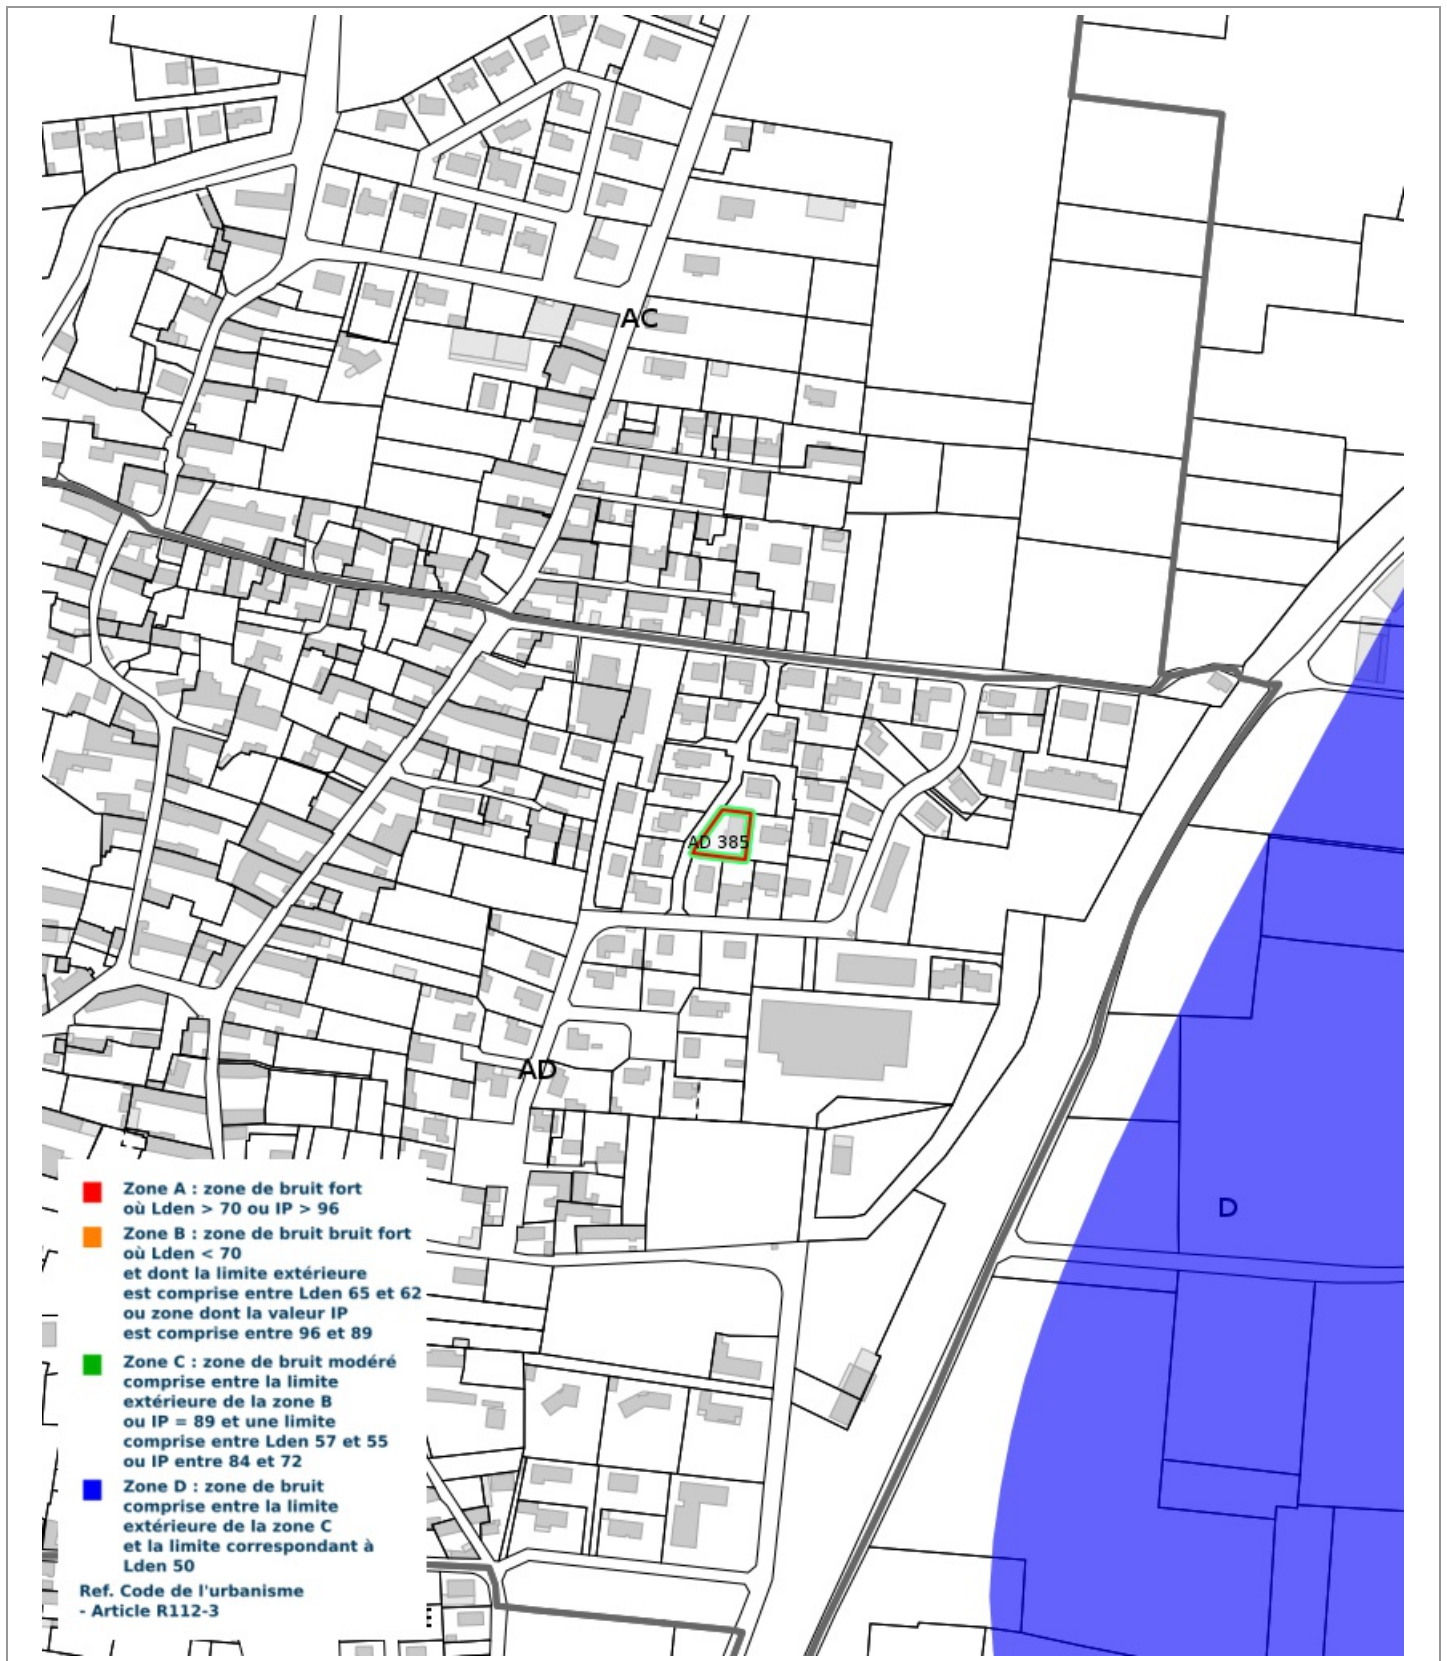 AC
AD 385
AD
D
Zone A : zone de bruit fort
où Lden > 70 ou IP > 96
Zone B : zone de bruit bruit fort
où Lden < 70
et dont la limite extérieure
est comprise entre Lden 65 et 62
ou zone dont la valeur IP
est comprise entre 96 et 89
Zone C : zone de bruit modéré
comprise entre la limite
extérieure de la zone B
ou IP = 89 et une limite
comprise entre Lden 57 et 55
ou IP entre 84 et 72
Zone D : zone de bruit
comprise entre la limite
extérieure de la zone C
et la limite correspondant à
Lden 50
Ref. Code de l'urbanisme
- Article R112-3